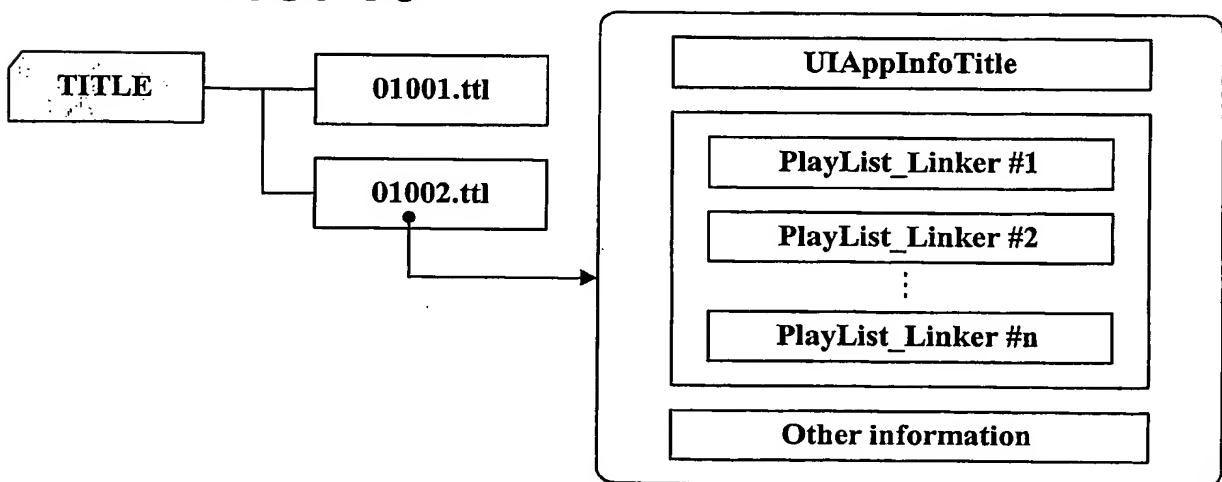 TITLE
01001.ttl
01002.ttl
UIAppInfoTitle
PlayList_Linker #1
PlayList_Linker #2
PlayList_Linker #n
Other information